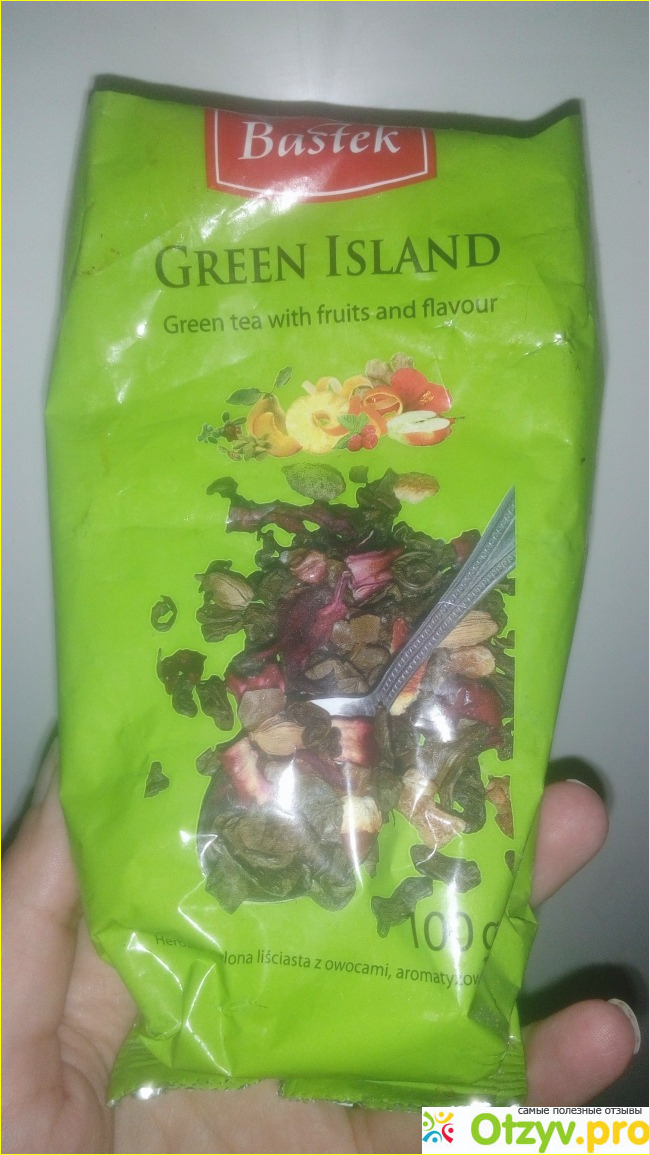 Bastek
GREEN ISLAND
Green tea with fruits and flavour
100 g
liściasta z owocami,
самые полезные отзывы
Otzyv.pro